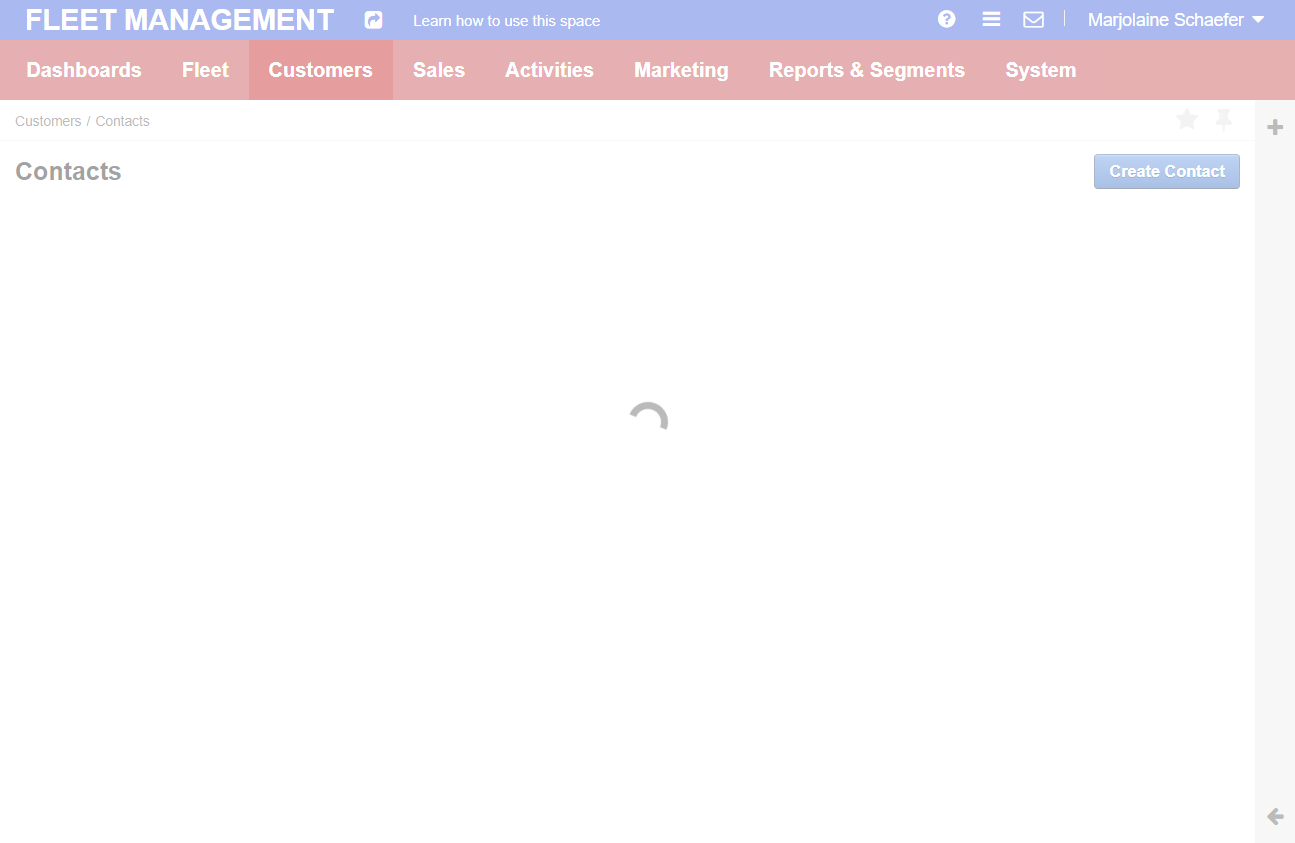 FLEET MANAGEMENT
Learn how to use this space
Marjolaine Schaefer
Dashboards Fleet Customers Sales Activities Marketing Reports & Segments System
Customers / Contacts
Contacts
Create Contact